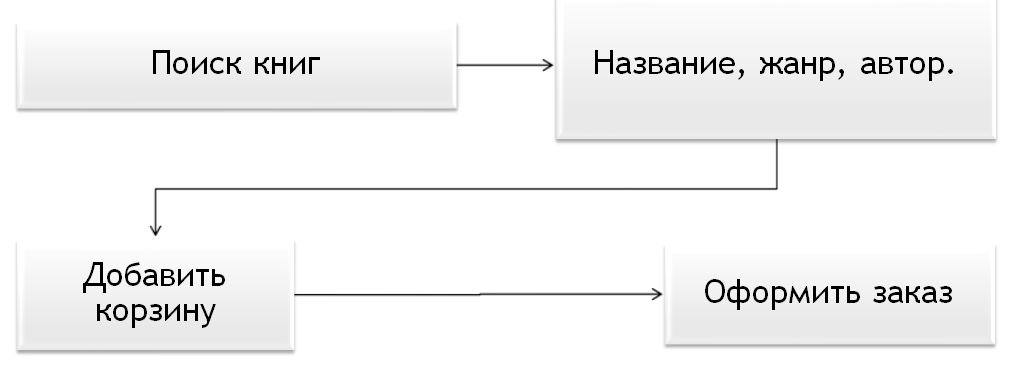 Поиск книг
Название, жанр, автор.
Добавить
корзину
Оформить заказ